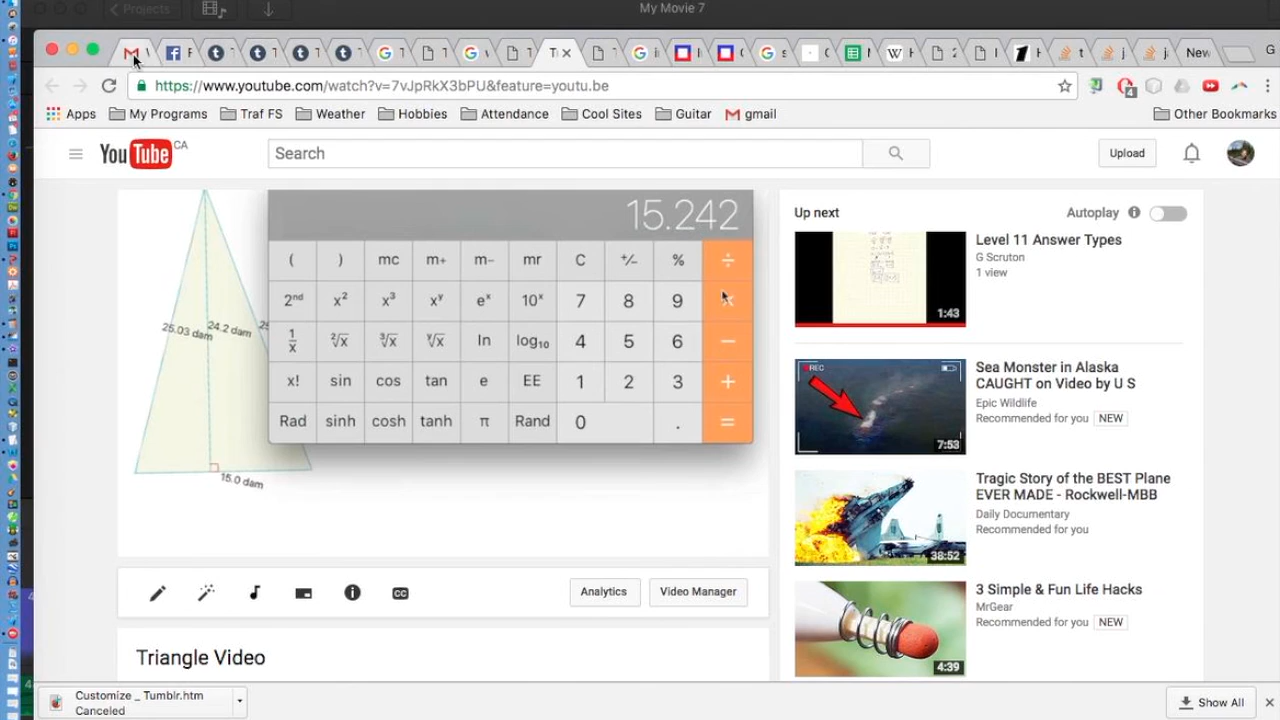 Projects
My Movie 7
New
G
https://www.youtube.com/watch?v=7vJpRkX3bPU&feature=youtu.be
4
Apps My Programs Traf FS Weather Hobbies Attendance Cool Sites Guitar gmail Other Bookmarks
YouTube CA
Search
Upload
15.242
( ) mc m+ m- mr C +/- % ÷
2nd x² x³ xʸ eˣ 10ˣ 7 8 9 ×
1/x ²√x ³√x ʸ√x ln log₁₀ 4 5 6 −
x! sin cos tan e EE 1 2 3 +
Rad sinh cosh tanh π Rand 0 . =
25.03 dam
24.2 dam
25
15.0 dam
Up next
Autoplay
Level 11 Answer Types
G Scruton
1 view
1:43
REC
Sea Monster in Alaska
CAUGHT on Video by U S
Epic Wildlife
Recommended for you NEW
7:53
Tragic Story of the BEST Plane
EVER MADE - Rockwell-MBB
Daily Documentary
Recommended for you
38:52
3 Simple & Fun Life Hacks
MrGear
Recommended for you NEW
4:39
CC
Analytics
Video Manager
Triangle Video
Customize _ Tumblr.htm
Canceled
Show All